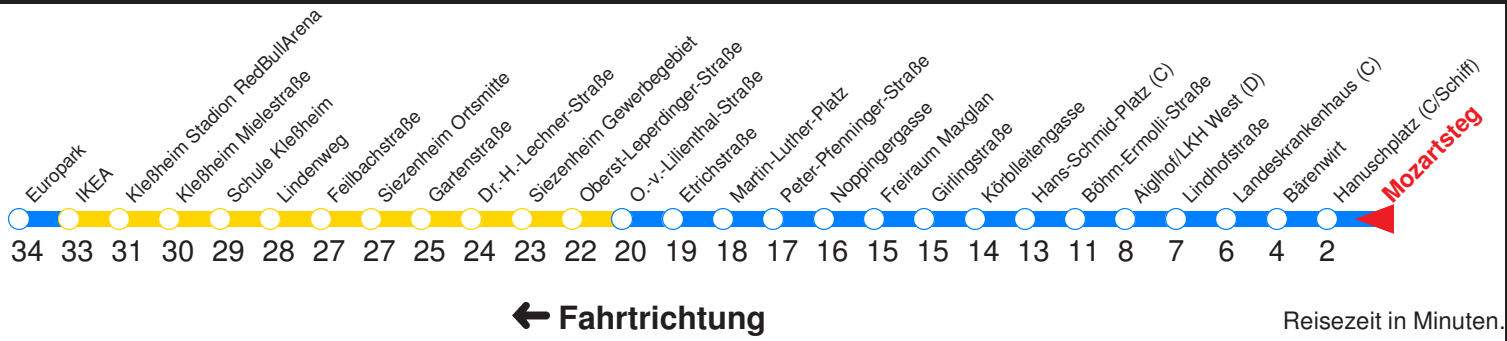 Europark
IKEA
Kleßheim Stadion RedBullArena
Kleßheim Mielestraße
Schule Kleßheim
Lindenweg
Feilbachstraße
Siezenheim Ortsmitte
Gartenstraße
Dr.-H.-Lechner-Straße
Siezenheim Gewerbegebiet
Oberst-Leperdinger-Straße
O.-v.-Lilienthal-Straße
Etrichstraße
Martin-Luther-Platz
Peter-Pfenninger-Straße
Noppingergasse
Freiraum Maxglan
Girlingstraße
Körbleitengasse
Hans-Schmid-Platz (C)
Böhm-Ermolli-Straße
Aiglhof/LKH West (D)
Lindhofstraße
Landeskrankenhaus (C)
Bärenwirt
Hanuschplatz (C/Schiff)
Mozartsteg
34 33 31 30 29 28 27 27 25 24 23 22 20 19 18 17 16 15 15 14 13 11 8 7 6 4 2
← Fahrtrichtung
Reisezeit in Minuten.